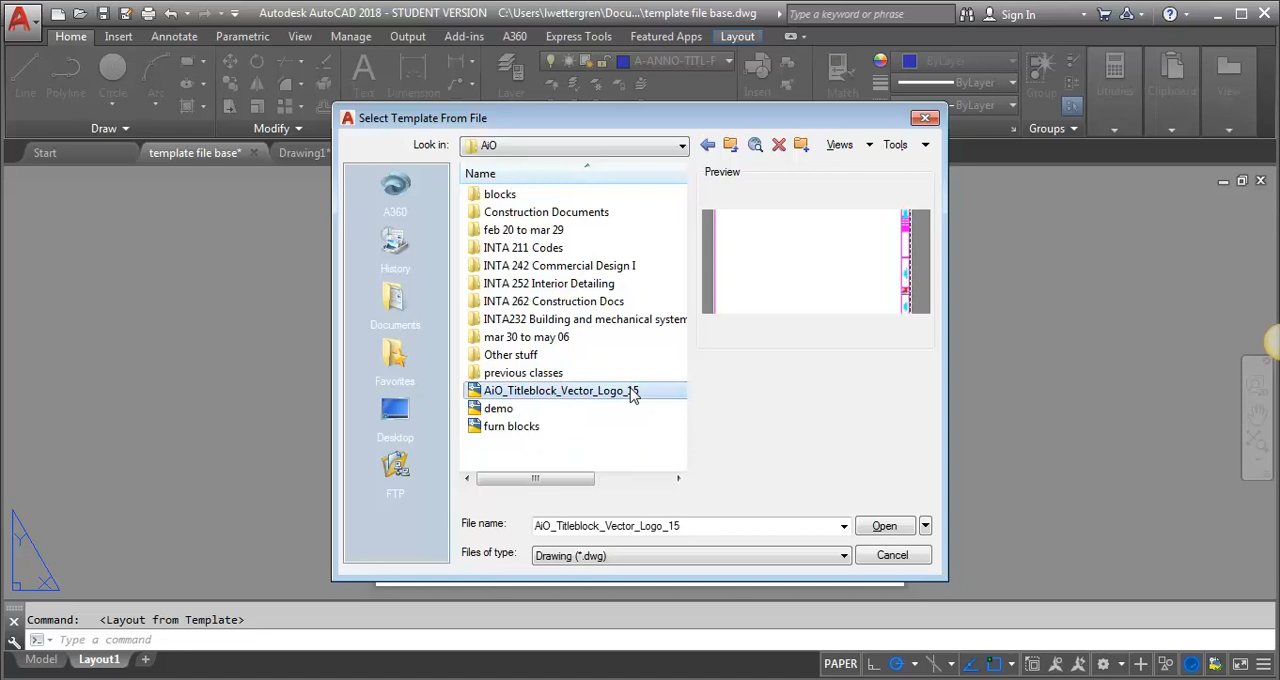 Autodesk AutoCAD 2018 - STUDENT VERSION C:\Users\lwettergren\Docu...\template file base.dwg Type a keyword or phrase Sign In
Home Insert Annotate Parametric View Manage Output Add-ins A360 Express Tools Featured Apps Layout
A-ANNO-TITL-F ByLayer
Line Polyline Circle Arc Text Dimension Layer Insert Match ByLayer Group Utilities Clipboard View
ByLayer
Draw Modify Groups
Start template file base* Drawing1*
Select Template From File
Look in: AiO Views Tools
Name Preview
A360
History
Documents
Favorites
Desktop
FTP
blocks
Construction Documents
feb 20 to mar 29
INTA 211 Codes
INTA 242 Commercial Design I
INTA 252 Interior Detailing
INTA 262 Construction Docs
INTA232 Building and mechanical system
mar 30 to may 06
Other stuff
previous classes
AiO_Titleblock_Vector_Logo_15
demo
furn blocks
File name: AiO_Titleblock_Vector_Logo_15 Open
Files of type: Drawing (*.dwg) Cancel
Y
X
Command: <Layout from Template>
Type a command
Model Layout1 + PAPER